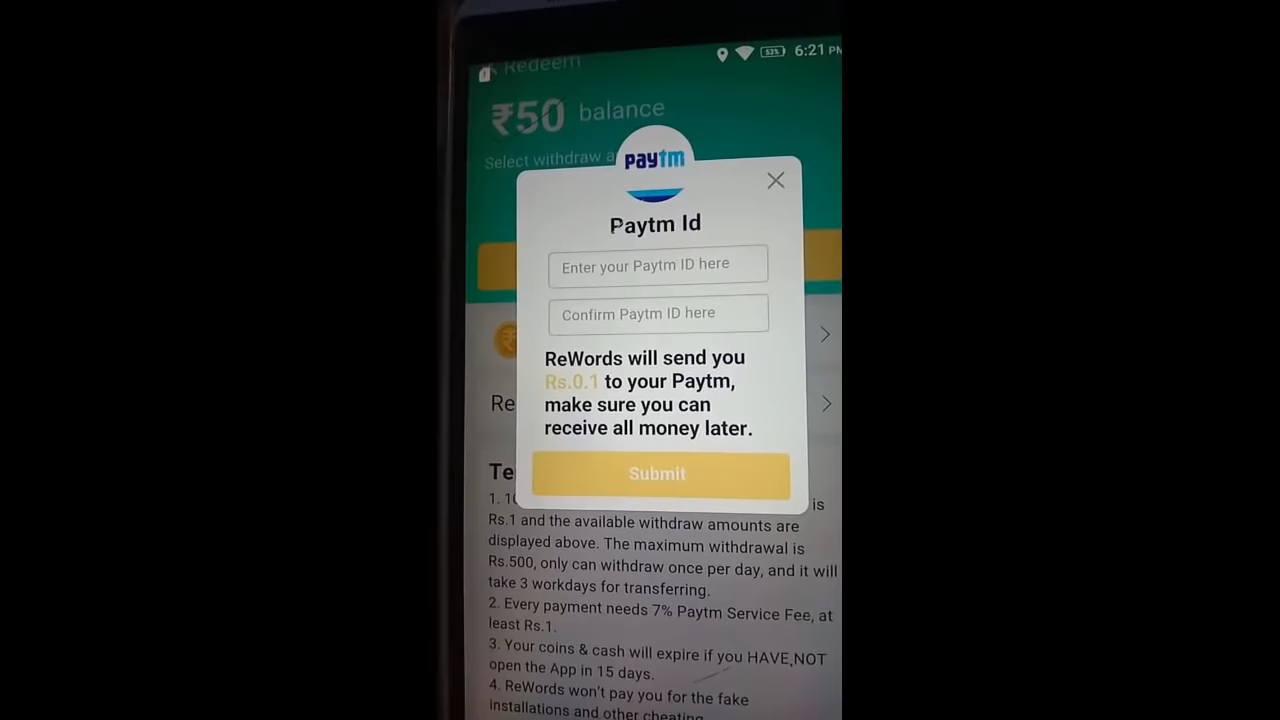 6:21 PM
Redeem
₹50 balance
Select withdraw a
paytm
Paytm Id
Enter your Paytm ID here
Confirm Paytm ID here
ReWords will send you
Rs.0.1 to your Paytm,
make sure you can
receive all money later.
Re
Submit
Te
1. 10 is
Rs.1 and the available withdraw amounts are
displayed above. The maximum withdrawal is
Rs.500, only can withdraw once per day, and it will
take 3 workdays for transferring.
2. Every payment needs 7% Paytm Service Fee, at
least Rs.1.
3. Your coins & cash will expire if you HAVE NOT
open the App in 15 days.
4. ReWords won't pay you for the fake
installations and other cheating